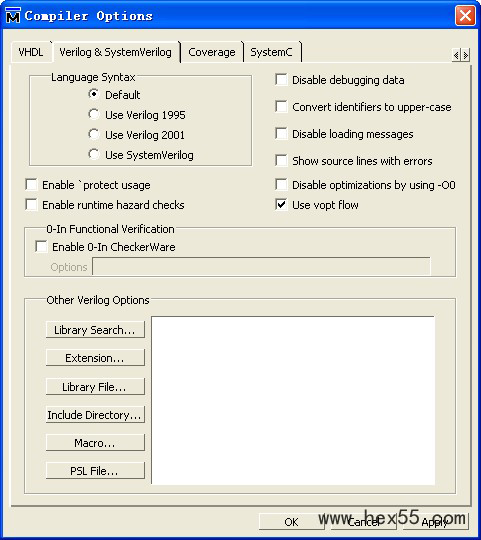 Compiler Options
VHDL Verilog & SystemVerilog Coverage SystemC
Language Syntax
Default
Use Verilog 1995
Use Verilog 2001
Use SystemVerilog
Disable debugging data
Convert identifiers to upper-case
Disable loading messages
Show source lines with errors
Enable `protect usage
Disable optimizations by using -O0
Enable runtime hazard checks
Use vopt flow
0-In Functional Verification
Enable 0-In CheckerWare
Options
Other Verilog Options
Library Search...
Extension...
Library File...
Include Directory...
Macro...
PSL File...
OK Cancel Apply
www.hex55.com